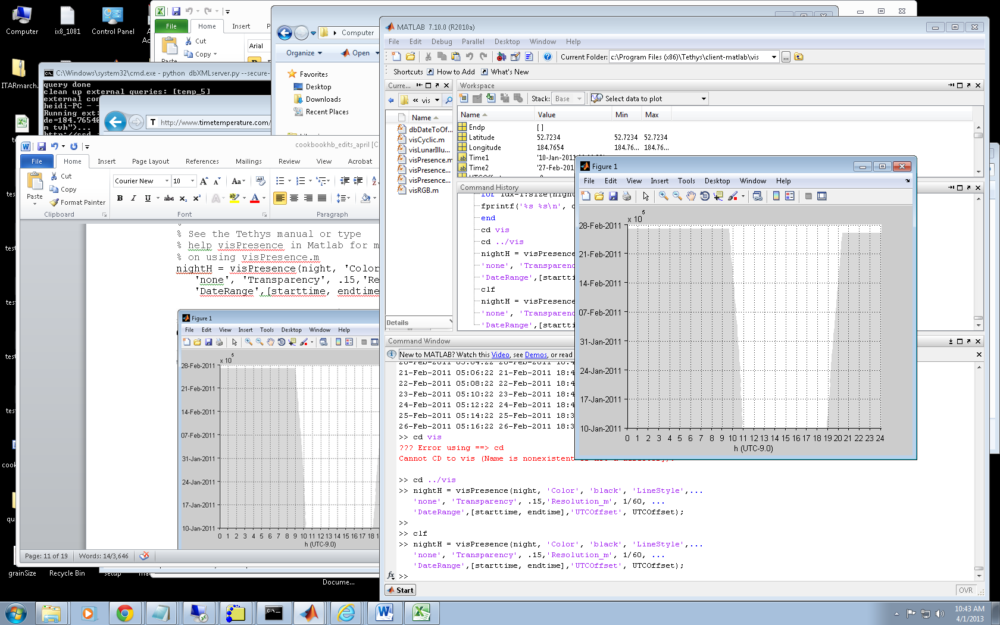 Computer
ix8_1081
Control Panel
ITARmarch.
File
Home
Insert
Cut
Copy
Paste
Arial
C:\Windows\system32\cmd.exe - python  dbXMLserver.py --secure-
query done
clean up external queries: [temp_5]
external con
heidi-PC - -
Running ext:
de=184.76540
m tvh")...
http://www.timetemperature.com/
Computer
Organize
Open
Favorites
Desktop
Downloads
Recent Places
cookbookhb_edits_april [C
File
Home
Insert
Page Layout
References
Mailings
Review
View
Acrobat
Cut
Copy
Format Painter
Paste
Clipboard
Courier New
10
Font
Paragraph
% See the Tethys manual or type
% help visPresence in Matlab for m
% on using visPresence.m
nightH = visPresence(night, 'Color
'none', 'Transparency', .15,'Re
'DateRange',[starttime, endtime
Figure 1
File Edit View Insert Tools Desktop Window Help
x 10 5
28-Feb-2011
21-Feb-2011
14-Feb-2011
07-Feb-2011
31-Jan-2011
24-Jan-2011
17-Jan-2011
10-Jan-2011
0 1 2 3 4 5 6 7 8 9 10 11 12 13 14 15 16 17 18
h (UTC-9.0)
Page: 11 of 19
Words: 14/3,646
grainSize
Recycle Bin
setup
Docume...
MATLAB 7.10.0 (R2010a)
File Edit Debug Parallel Desktop Window Help
Current Folder: c:\Program Files (x86)\Tethys\client-matlab\vis
Shortcuts How to Add What's New
Curre...
« vis
Name
dbDateToOf...
visCyclic.m
visLunarIllu...
visPresence.m
visPresence...
visPresence...
visRGB.m
Details
Workspace
Stack: Base
Select data to plot
Name Value Min Max
Endp []
Latitude 52.7234 52.7234 52.7234
Longitude 184.7654 184.76... 184.76...
Time1 '10-Jan-2011
Time2 '27-Feb-201
Command History
fprintf('%s %s\n', 
end
cd vis
cd ../vis
nightH = visPresence
'none', 'Transparenc
'DateRange',[startti
clf
nightH = visPresence
'none', 'Transparenc
'DateRange',[startti
Command Window
New to MATLAB? Watch this Video, see Demos, or read
21-Feb-2011 05:06:22 21-Feb-2011 18:4
22-Feb-2011 05:08:22 22-Feb-2011 18:4
23-Feb-2011 05:10:22 23-Feb-2011 18:4
24-Feb-2011 05:12:22 24-Feb-2011 18:4
25-Feb-2011 05:14:22 25-Feb-2011 18:3
26-Feb-2011 05:16:22 26-Feb-2011 18:3
>> cd vis
??? Error using ==> cd
Cannot CD to vis (Name is nonexistent
>> cd ../vis
>> nightH = visPresence(night, 'Color', 'black', 'LineStyle',...
'none', 'Transparency', .15,'Resolution_m', 1/60, ...
'DateRange',[starttime, endtime],'UTCOffset', UTCOffset);
>>
>> clf
>> nightH = visPresence(night, 'Color', 'black', 'LineStyle',...
'none', 'Transparency', .15,'Resolution_m', 1/60, ...
'DateRange',[starttime, endtime],'UTCOffset', UTCOffset);
fx >>
Start
OVR
Figure 1
File Edit View Insert Tools Desktop Window Help
x 10 5
28-Feb-2011
21-Feb-2011
14-Feb-2011
07-Feb-2011
31-Jan-2011
24-Jan-2011
17-Jan-2011
10-Jan-2011
0 1 2 3 4 5 6 7 8 9 10 11 12 13 14 15 16 17 18 19 20 21 22 23 24
h (UTC-9.0)
10:43 AM
4/1/2013